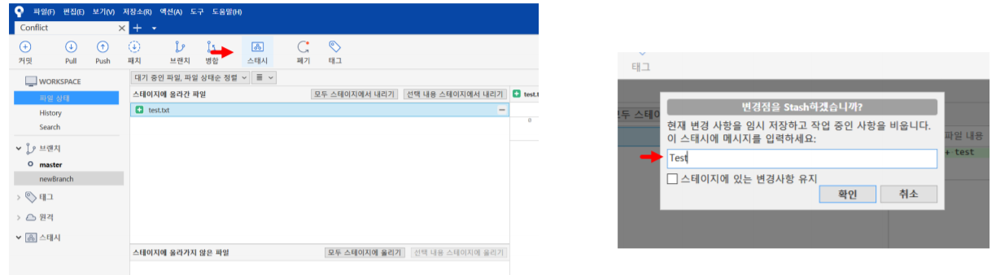 파일(F) 편집(E) 보기(V) 저장소(R) 액션(A) 도구 도움말(H)
Conflict
커밋 Pull Push 패치 브랜치 병합 스태시 폐기 태그
WORKSPACE
파일 상태
History
Search
브랜치
master
newBranch
태그
원격
스태시
대기 중인 파일, 파일 상태순 정렬
스테이지에 올라간 파일 모두 스테이지에서 내리기 선택 내용 스테이지에서 내리기
test.txt
0
스테이지에 올라가지 않은 파일 모두 스테이지에 올리기 선택 내용 스테이지에 올리기
태그
변경점을 Stash하겠습니까?
현재 변경 사항을 임시 저장하고 작업 중인 사항을 비웁니다.
이 스태시에 메시지를 입력하세요:
Test
스테이지에 있는 변경사항 유지
확인 취소
파일 내용
+ test